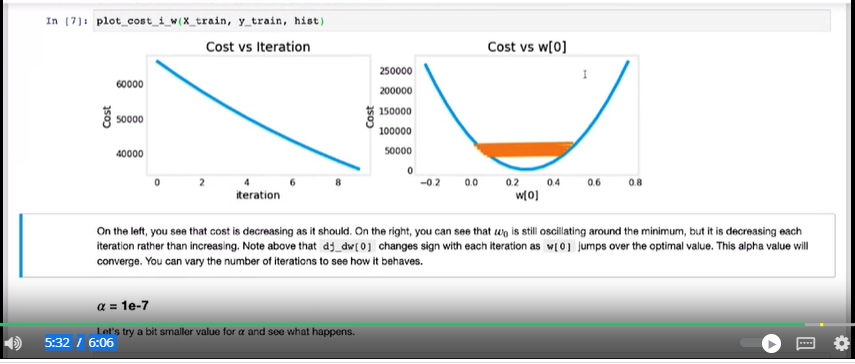 In [7]: plot_cost_i_w(X_train, y_train, hist)
Cost vs Iteration
Cost
60000
50000
40000
0 2 4 6 8
iteration
Cost vs w[0]
Cost
250000
200000
150000
100000
50000
0
−0.2 0.0 0.2 0.4 0.6 0.8
w[0]
On the left, you see that cost is decreasing as it should. On the right, you can see that w₀ is still oscillating around the minimum, but it is decreasing each
iteration rather than increasing. Note above that dj_dw[0] changes sign with each iteration as w[0] jumps over the optimal value. This alpha value will
converge. You can vary the number of iterations to see how it behaves.
α = 1e-7
Let's try a bit smaller value for α and see what happens.
5:32 / 6:06